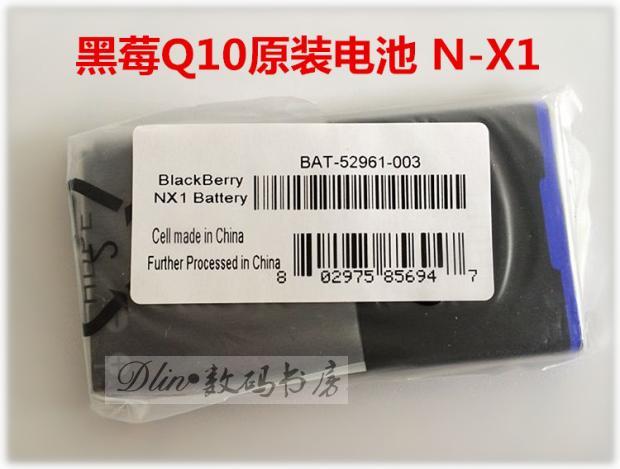 黑莓Q10原装电池 N-X1
BAT-52961-003
BlackBerry
NX1 Battery
Cell made in China
Further Processed in China
8 02975 85694 7
Dlin•数码书房